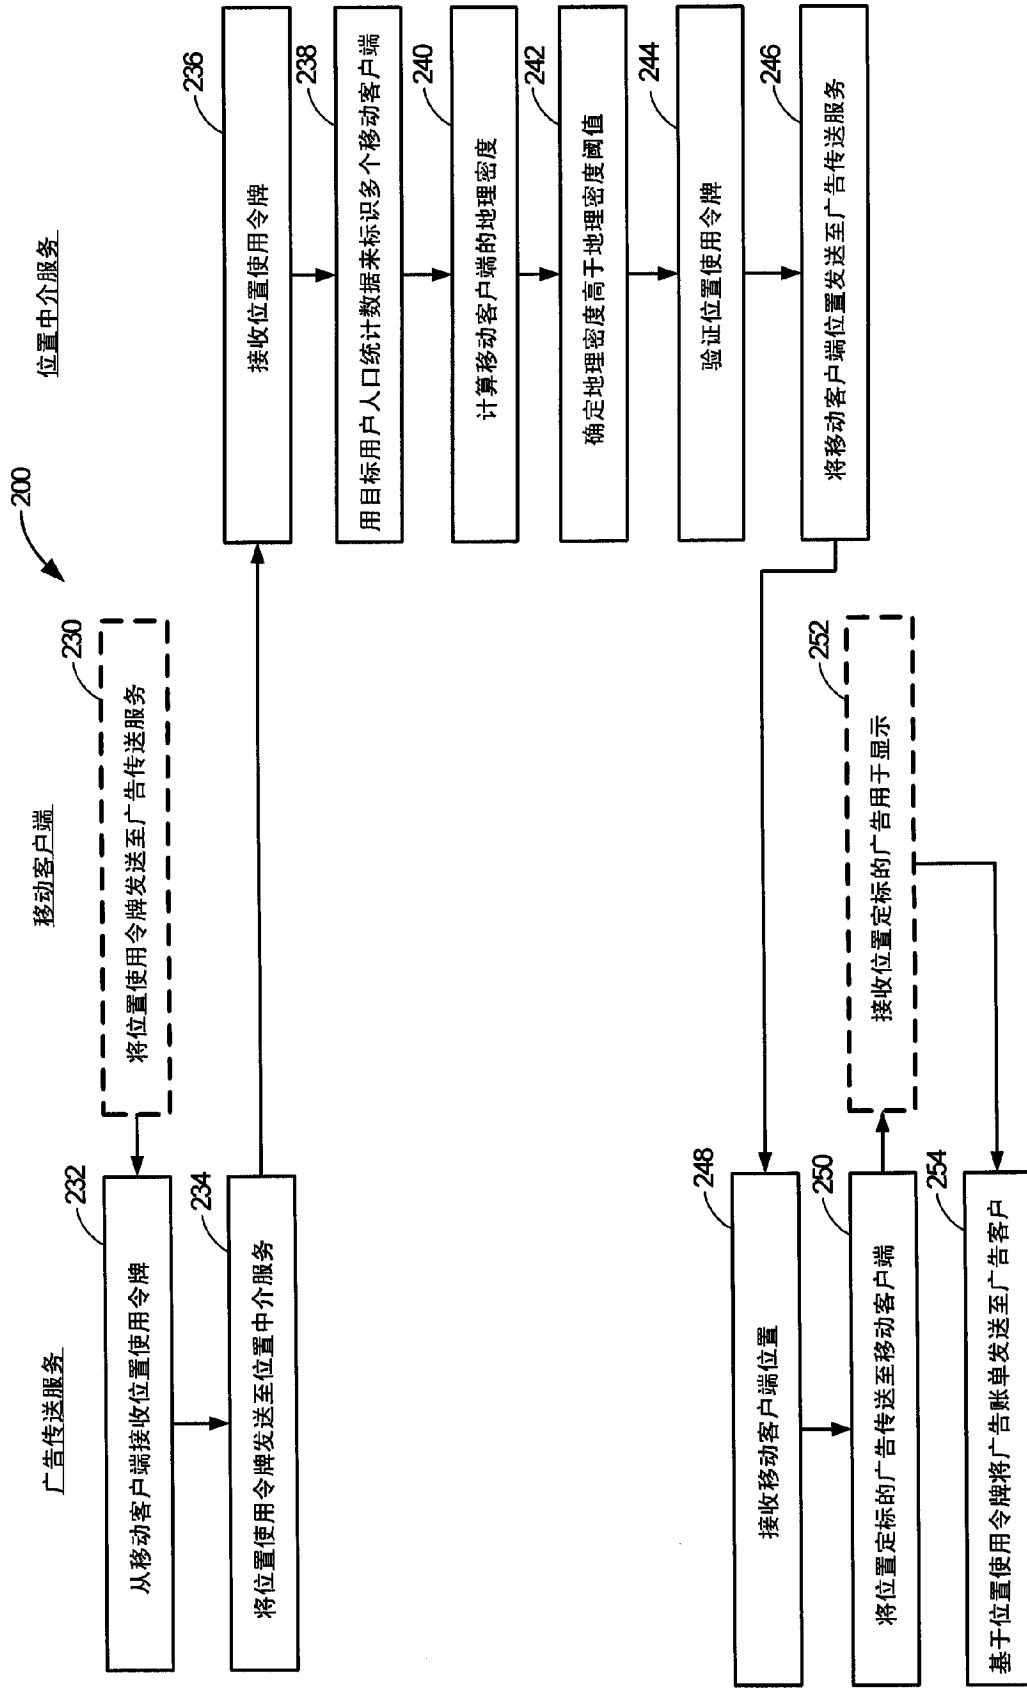 200
广告传送服务
移动客户端
位置中介服务
230
将位置使用令牌发送至广告传送服务
232
从移动客户端接收位置使用令牌
234
将位置使用令牌发送至位置中介服务
236
接收位置使用令牌
238
用目标用户人口统计数据来标识多个移动客户端
240
计算移动客户端的地理密度
242
确定地理密度高于地理密度阈值
244
验证位置使用令牌
246
将移动客户端位置发送至广告传送服务
248
接收移动客户端位置
250
将位置定标的广告传送至移动客户端
252
接收位置定标的广告用于显示
254
基于位置使用令牌将广告账单发送至广告客户